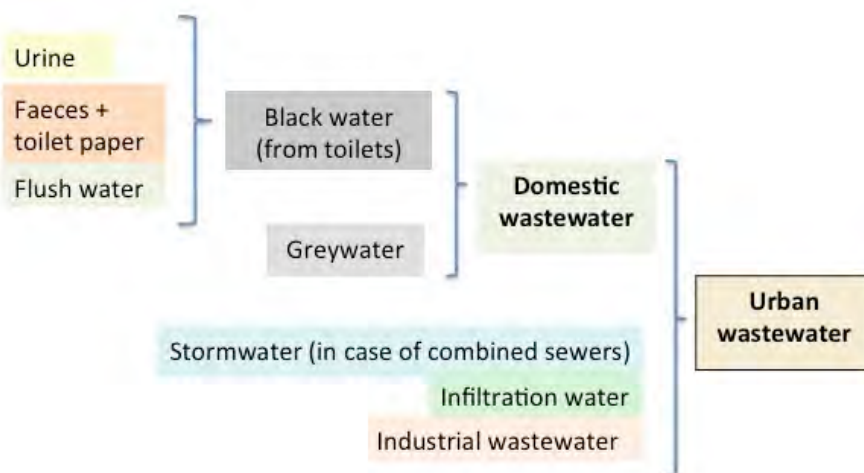 Urine
Faeces +
toilet paper
Flush water
Black water
(from toilets)
Greywater
Domestic
wastewater
Stormwater (in case of combined sewers)
Infiltration water
Industrial wastewater
Urban
wastewater